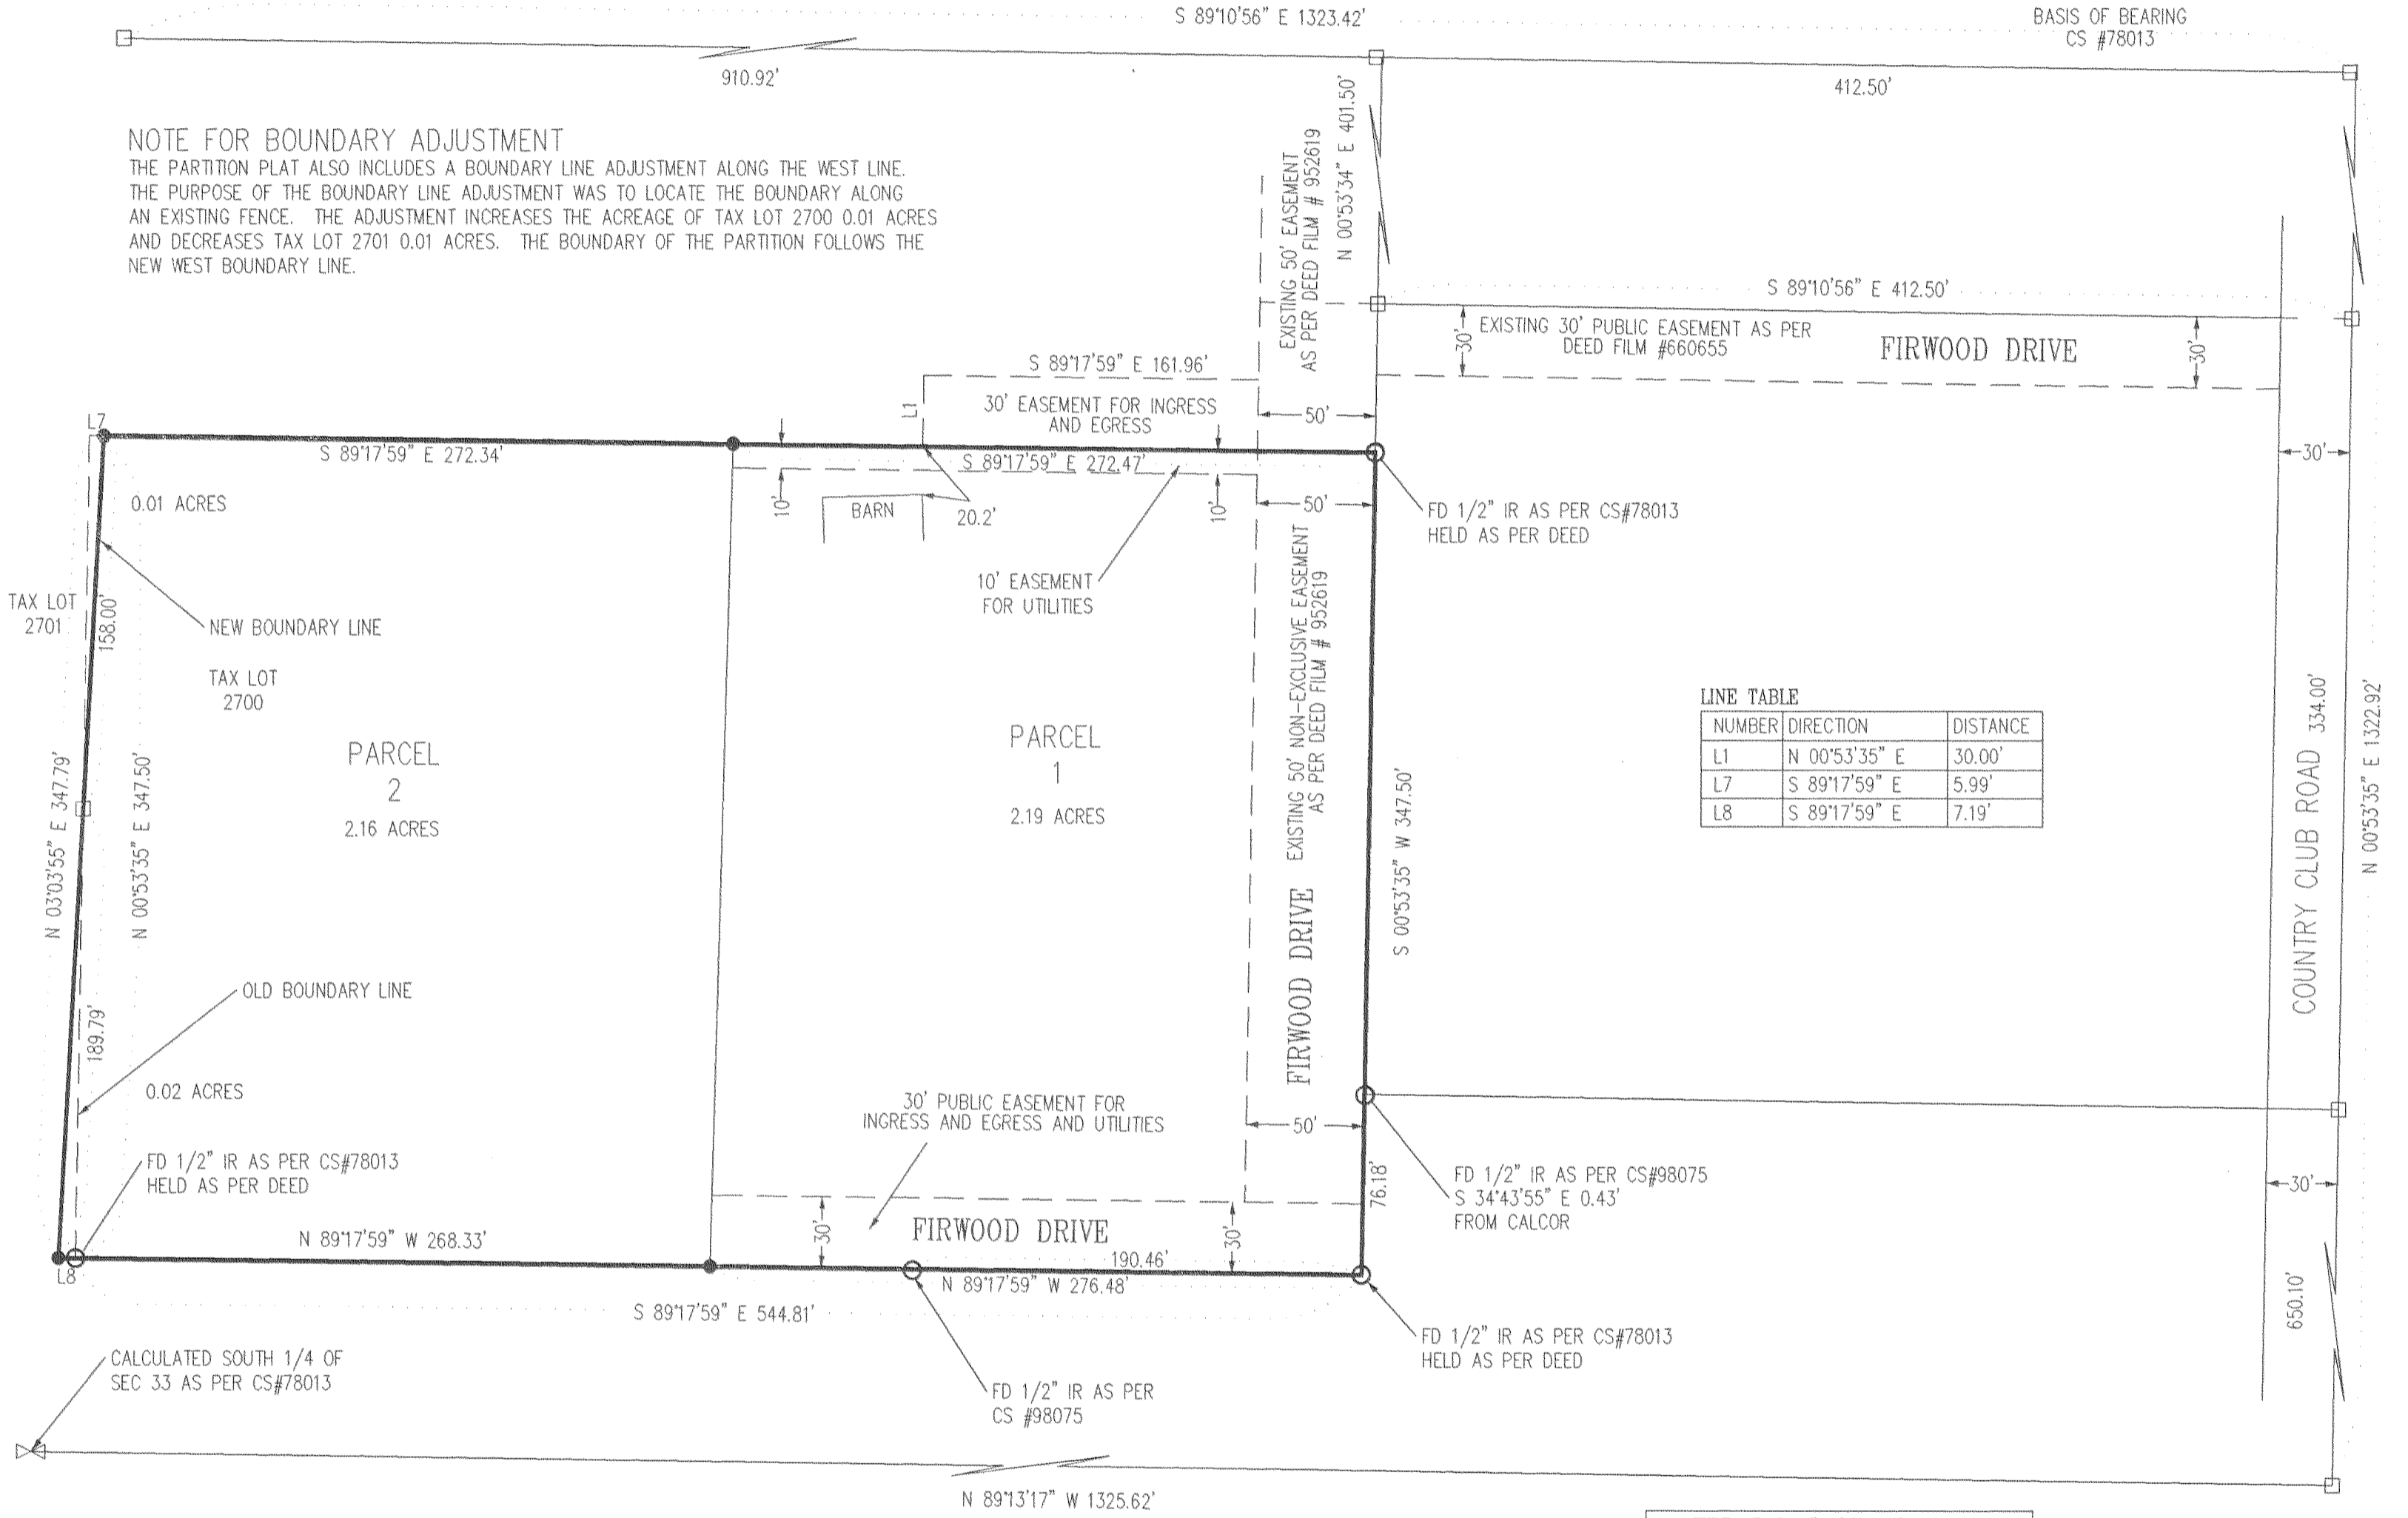 S 89°10'56" E 1323.42'
BASIS OF BEARING
CS #78013
910.92'
412.50'
NOTE FOR BOUNDARY ADJUSTMENT
THE PARTITION PLAT ALSO INCLUDES A BOUNDARY LINE ADJUSTMENT ALONG THE WEST LINE.
THE PURPOSE OF THE BOUNDARY LINE ADJUSTMENT WAS TO LOCATE THE BOUNDARY ALONG
AN EXISTING FENCE. THE ADJUSTMENT INCREASES THE ACREAGE OF TAX LOT 2700 0.01 ACRES
AND DECREASES TAX LOT 2701 0.01 ACRES. THE BOUNDARY OF THE PARTITION FOLLOWS THE
NEW WEST BOUNDARY LINE.
EXISTING 50' EASEMENT
AS PER DEED FILM # 952619
N 00°53'34" E 401.50'
S 89°10'56" E 412.50'
30'
EXISTING 30' PUBLIC EASEMENT AS PER
DEED FILM #660655
FIRWOOD DRIVE
30'
S 89°17'59" E 161.96'
L1
30' EASEMENT FOR INGRESS
AND EGRESS
50'
L7
S 89°17'59" E 272.34'
S 89°17'59" E 272.47'
30'
0.01 ACRES
10'
BARN
20.2'
10'
50'
FD 1/2" IR AS PER CS#78013
HELD AS PER DEED
10' EASEMENT
FOR UTILITIES
TAX LOT
2701
158.00'
NEW BOUNDARY LINE
TAX LOT
2700
EXISTING 50' NON-EXCLUSIVE EASEMENT
AS PER DEED FILM # 952619
PARCEL
2
2.16 ACRES
PARCEL
1
2.19 ACRES
N 03°03'55" E 347.79'
N 00°53'35" E 347.50'
S 00°53'35" W 347.50'
LINE TABLE
NUMBER DIRECTION DISTANCE
L1 N 00°53'35" E 30.00'
L7 S 89°17'59" E 5.99'
L8 S 89°17'59" E 7.19'
COUNTRY CLUB ROAD 334.00'
N 00°53'35" E 1322.92'
FIRWOOD DRIVE
OLD BOUNDARY LINE
189.79'
0.02 ACRES
30' PUBLIC EASEMENT FOR
INGRESS AND EGRESS AND UTILITIES
50'
76.18'
FD 1/2" IR AS PER CS#78013
HELD AS PER DEED
FD 1/2" IR AS PER CS#98075
S 34°43'55" E 0.43'
FROM CALCOR
30'
N 89°17'59" W 268.33'
30'
FIRWOOD DRIVE
30'
190.46'
L8
N 89°17'59" W 276.48'
S 89°17'59" E 544.81'
650.10'
FD 1/2" IR AS PER CS#78013
HELD AS PER DEED
CALCULATED SOUTH 1/4 OF
SEC 33 AS PER CS#78013
FD 1/2" IR AS PER
CS #98075
N 89°13'17" W 1325.62'